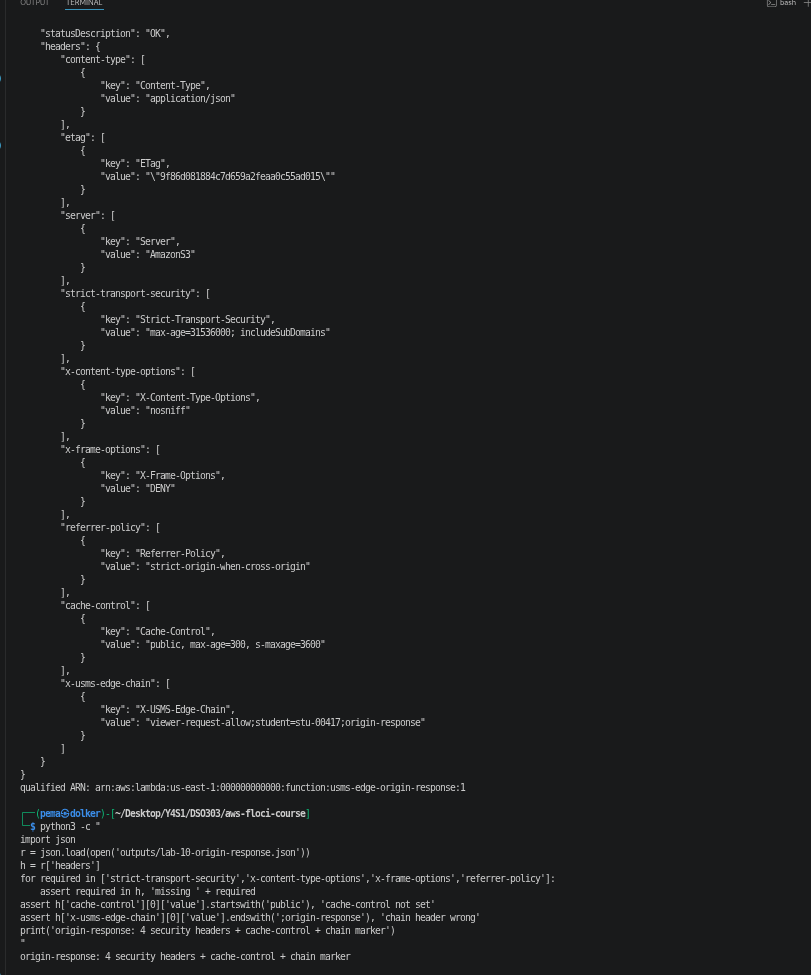 OUTPUT TERMINAL bash
    "statusDescription": "OK",
    "headers": {
        "content-type": [
            {
                "key": "Content-Type",
                "value": "application/json"
            }
        ],
        "etag": [
            {
                "key": "ETag",
                "value": "\"9f86d081884c7d659a2feaa0c55ad015\""
            }
        ],
        "server": [
            {
                "key": "Server",
                "value": "AmazonS3"
            }
        ],
        "strict-transport-security": [
            {
                "key": "Strict-Transport-Security",
                "value": "max-age=31536000; includeSubDomains"
            }
        ],
        "x-content-type-options": [
            {
                "key": "X-Content-Type-Options",
                "value": "nosniff"
            }
        ],
        "x-frame-options": [
            {
                "key": "X-Frame-Options",
                "value": "DENY"
            }
        ],
        "referrer-policy": [
            {
                "key": "Referrer-Policy",
                "value": "strict-origin-when-cross-origin"
            }
        ],
        "cache-control": [
            {
                "key": "Cache-Control",
                "value": "public, max-age=300, s-maxage=3600"
            }
        ],
        "x-usms-edge-chain": [
            {
                "key": "X-USMS-Edge-Chain",
                "value": "viewer-request-allow;student=stu-00417;origin-response"
            }
        ]
    }
}
qualified ARN: arn:aws:lambda:us-east-1:000000000000:function:usms-edge-origin-response:1
┌──(pema㉿dolker)-[~/Desktop/Y4S1/DSO303/aws-floci-course]
└─$ python3 -c "
import json
r = json.load(open('outputs/lab-10-origin-response.json'))
h = r['headers']
for required in ['strict-transport-security','x-content-type-options','x-frame-options','referrer-policy']:
    assert required in h, 'missing ' + required
assert h['cache-control'][0]['value'].startswith('public'), 'cache-control not set'
assert h['x-usms-edge-chain'][0]['value'].endswith(';origin-response'), 'chain header wrong'
print('origin-response: 4 security headers + cache-control + chain marker')
"
origin-response: 4 security headers + cache-control + chain marker